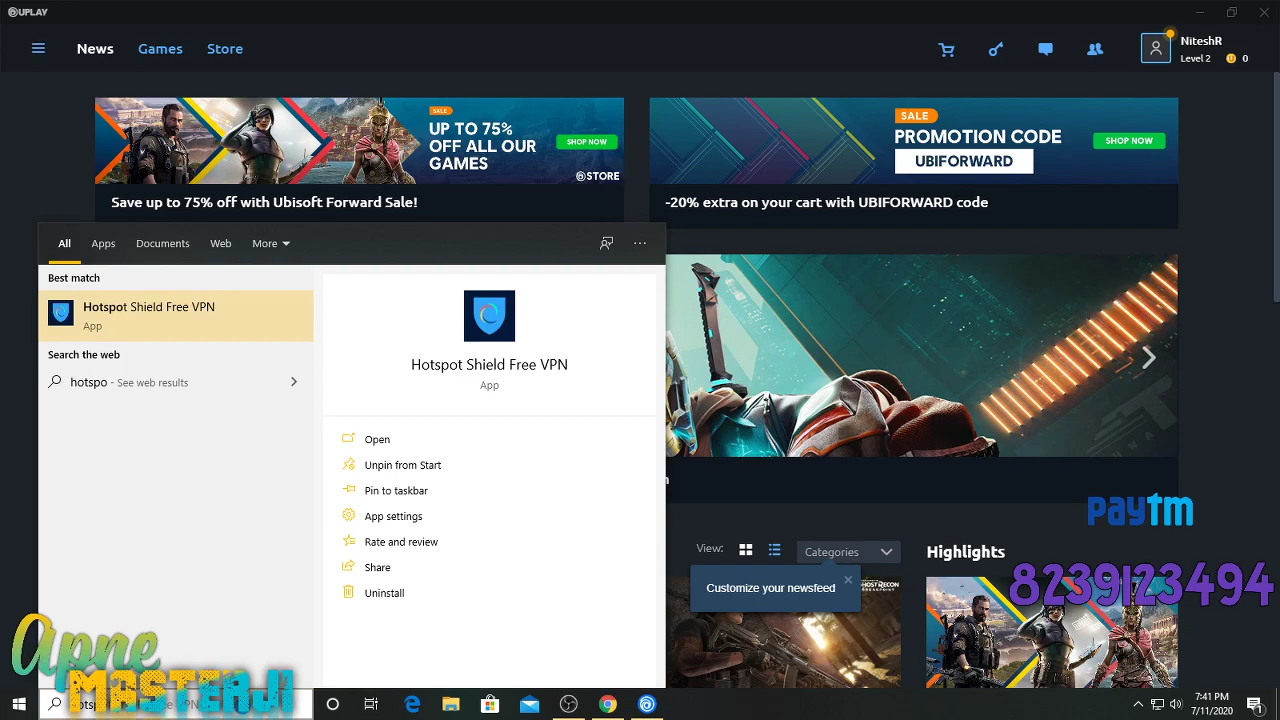 UPLAY
News Games Store
NiteshR
Level 2 0
SALE
UP TO 75%
OFF ALL OUR
GAMES
SHOP NOW
STORE
Save up to 75% off with Ubisoft Forward Sale!
SALE
PROMOTION CODE
UBIFORWARD
SHOP NOW
-20% extra on your cart with UBIFORWARD code
All Apps Documents Web More
Best match
Hotspot Shield Free VPN
App
Search the web
hotspo - See web results
Hotspot Shield Free VPN
App
Open
Unpin from Start
Pin to taskbar
App settings
Rate and review
Share
Uninstall
View: Categories
Customize your newsfeed
GHOST RECON
BREAKPOINT
Highlights
paytm
8239123494
Apne
MASTERJI
7:41 PM
7/11/2020